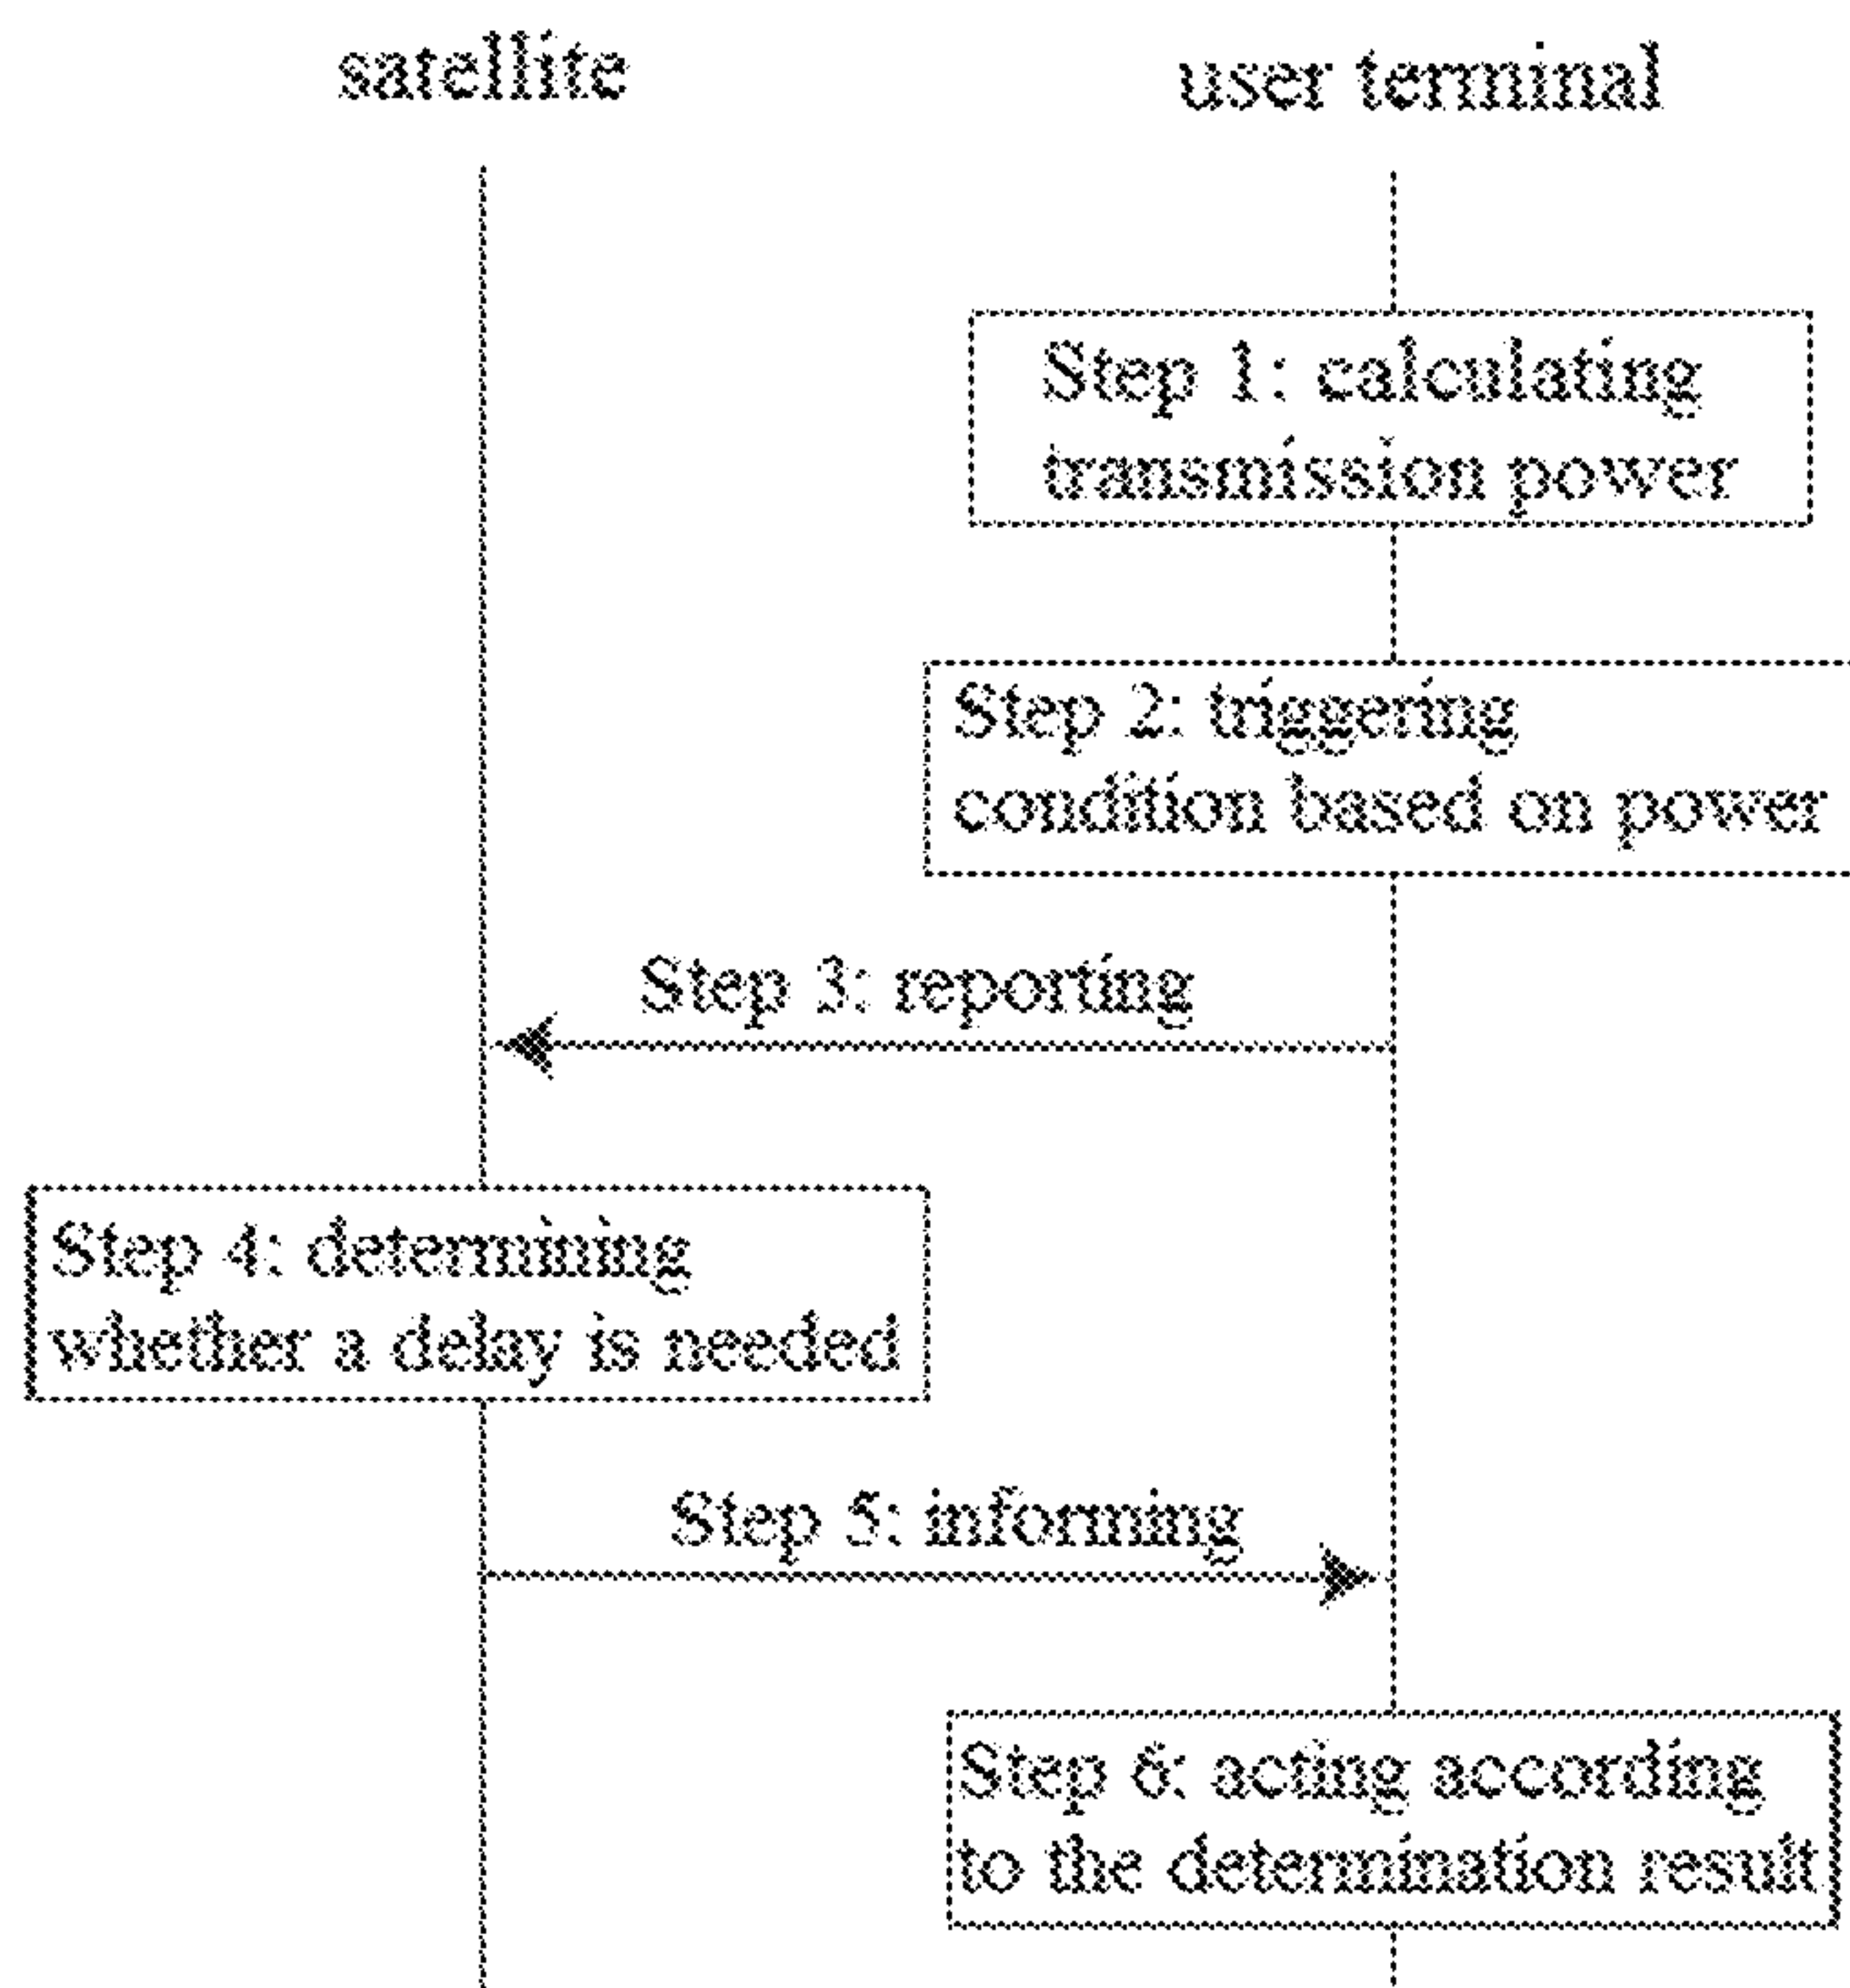 satellite
user terminal
Step 1: calculating
transmission power
Step 2: triggering
condition based on power
Step 3: reporting
Step 4: determining
whether a delay is needed
Step 5: informing
Step 6: acting according
to the determination result